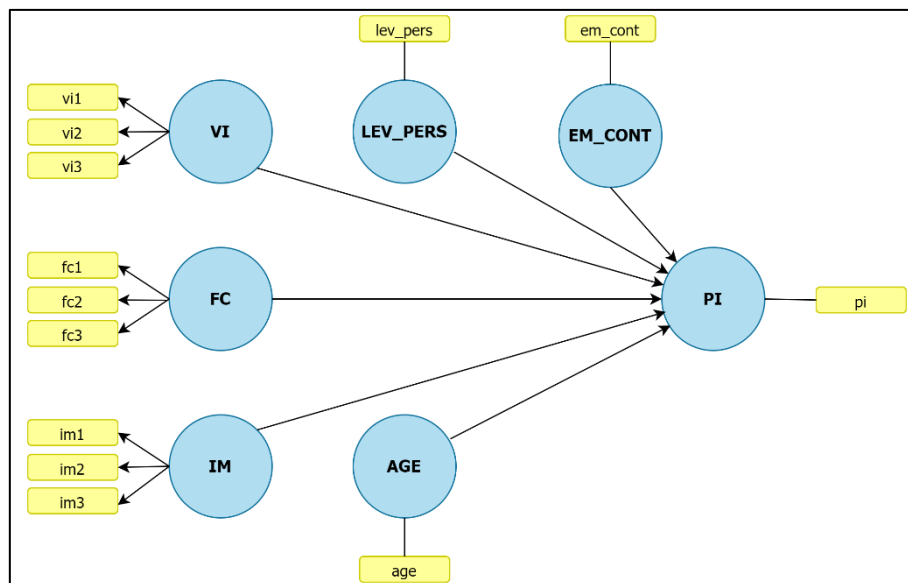 lev_pers
em_cont
vi1
vi2
vi3
VI
LEV_PERS
EM_CONT
fc1
fc2
fc3
FC
PI
pi
im1
im2
im3
IM
AGE
age